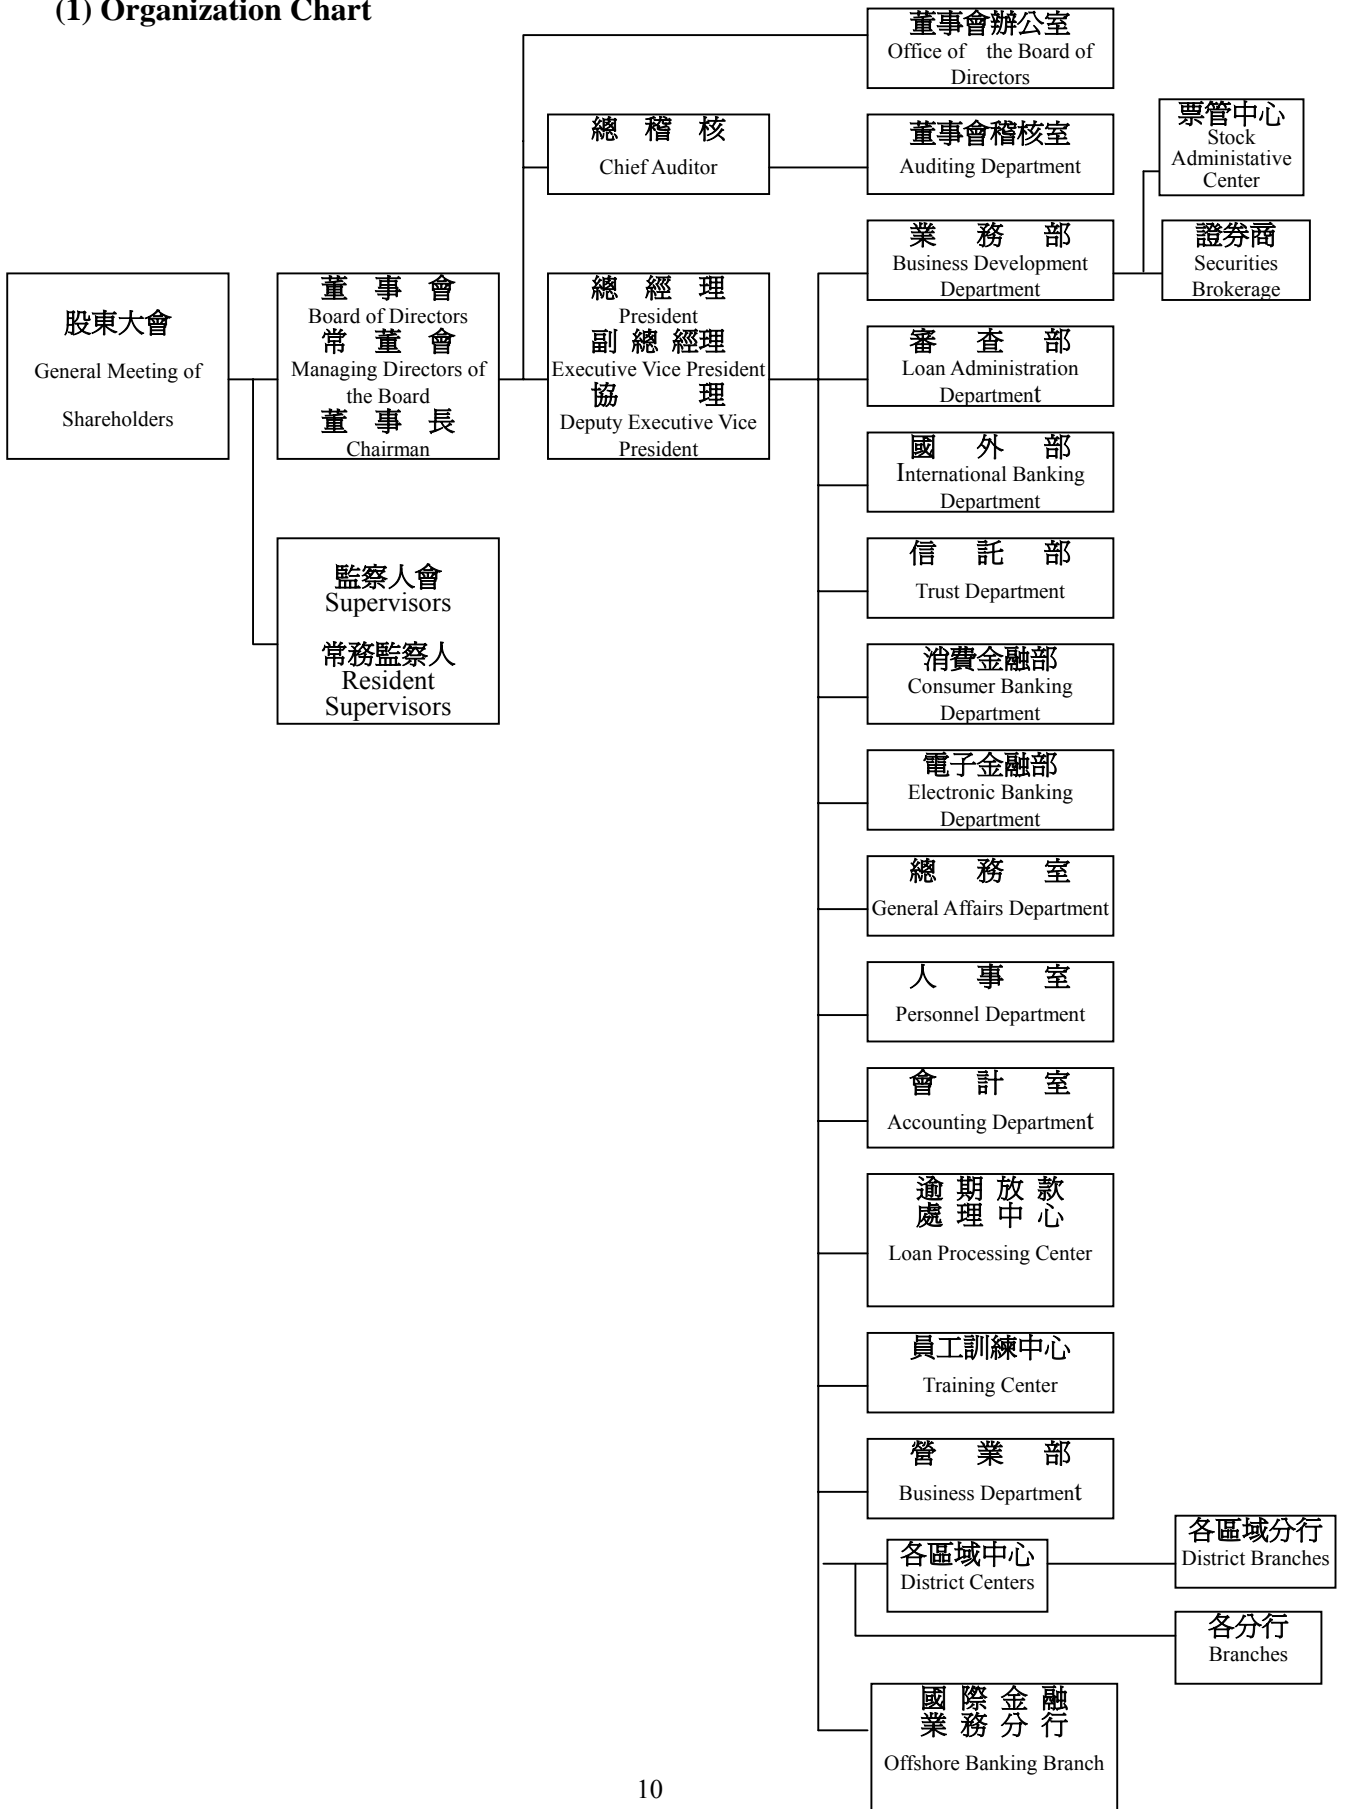 (1) Organization Chart
董事會辦公室
Office of the Board of
Directors
總 稽 核
Chief Auditor
董事會稽核室
Auditing Department
票管中心
Stock
Administative
Center
業 務 部
Business Development
Department
證券商
Securities
Brokerage
股東大會
General Meeting of
Shareholders
董 事 會
Board of Directors
常 董 會
Managing Directors of
the Board
董 事 長
Chairman
總 經 理
President
副 總 經理
Executive Vice President
協 理
Deputy Executive Vice
President
審 查 部
Loan Administration
Department
國 外 部
International Banking
Department
監察人會
Supervisors
常務監察人
Resident
Supervisors
信 託 部
Trust Department
消費金融部
Consumer Banking
Department
電子金融部
Electronic Banking
Department
總 務 室
General Affairs Department
人 事 室
Personnel Department
會 計 室
Accounting Department
逾 期 放 款
處 理 中 心
Loan Processing Center
員工訓練中心
Training Center
營 業 部
Business Department
各區域中心
District Centers
各區域分行
District Branches
各分行
Branches
國 際 金 融
業 務 分 行
Offshore Banking Branch
10